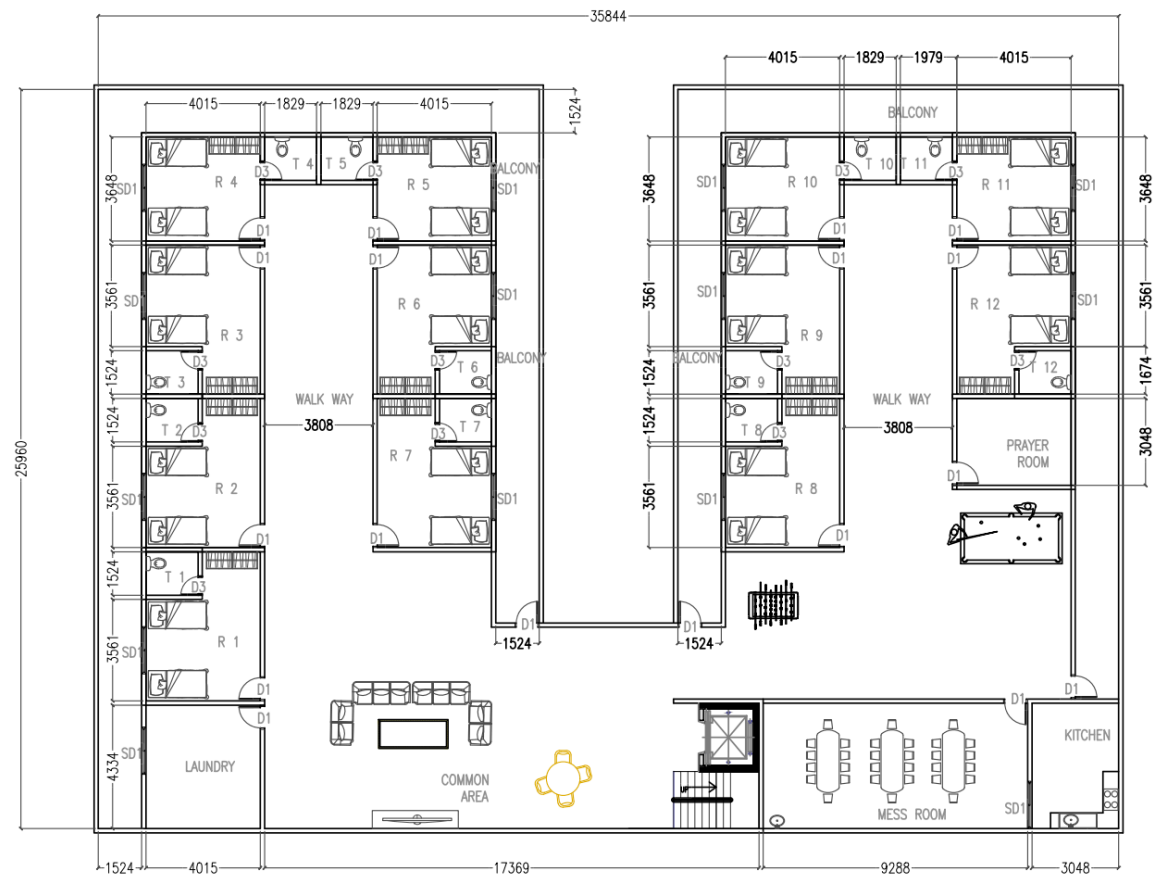 35844
4015 1829 1979 4015
4015 1829 1829 4015
1524
BALCONY
T 4 T 5
T 10 T 11
D3 D3
D3 D3
BALCONY
R 4 R 5
R 10 R 11
SD1 SD1
SD1 SD1
3648 3648 3648
D1 D1
D1 D1
D1 D1
D1 D1
3561 3561 3561
SD1
SD1 SD1
R 6 R 12
R 3 R 9
BALCONY BALCONY
D3 D3 D3 D3
T 3 T 6 T 9 T 12
1524 1524 1674
WALK WAY WALK WAY
3808 3808
1524 1524 3048
T 2 D3 D3 T 7 T 8 D3
PRAYER
ROOM
R 7
25960
D1
R 2 R 8
SD1 SD1 SD1
3561 3561
D1 D1 D1
1524
T 1 D3
D1 D1
1524 1524
R 1
3561
SD1
D1 D1
D1
D1
4334
SD1
LAUNDRY
KITCHEN
COMMON
AREA
UP
SD1
MESS ROOM
1524 4015 17369 9288 3048